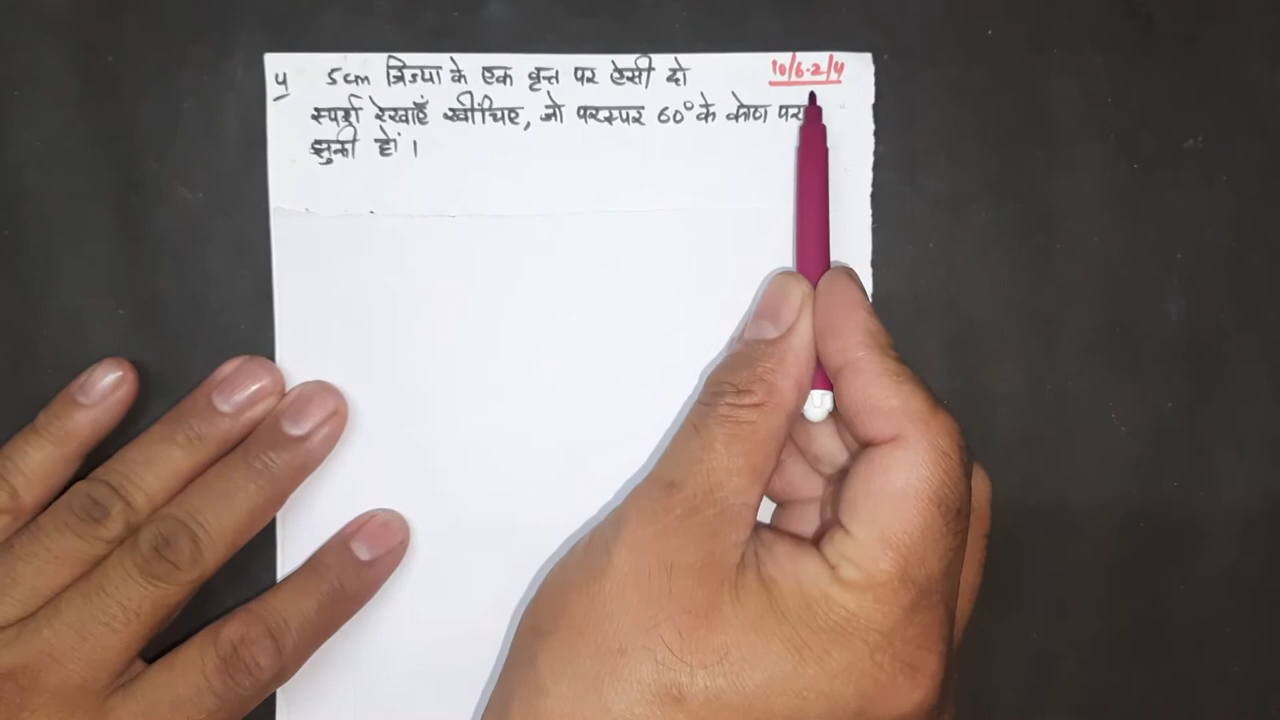 4 5cm त्रिज्या के एक वृत्त पर ऐसी दो 10/6.2/4
स्पर्श रेखाएँ खींचिए, जो परस्पर 60° के कोण पर
झुकी हों ।